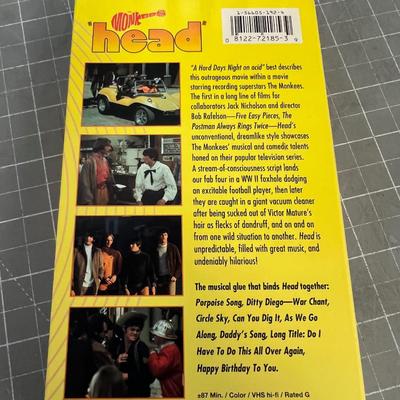 The
MONKEES
"head"
1-56605-192-6
0 8122-72185-3 9
"A Hard Days Night on acid" best describes
this outrageous movie within a movie
starring recording superstars The Monkees.
The first in a long line of films for
collaborators Jack Nicholson and director
Bob Rafelson—Five Easy Pieces, The
Postman Always Rings Twice—Head's
unconventional, dreamlike style showcases
The Monkees' musical and comedic talents
honed on their popular television series.
A stream-of-consciousness script lands
our fab four in a WW II foxhole dodging
an excitable football player, then later
they are caught in a giant vacuum cleaner
after being sucked out of Victor Mature's
hair as flecks of dandruff, and on and on
from one wild situation to another. Head is
unpredictable, filled with great music, and
undeniably hilarious!
The musical glue that binds Head together:
Porpoise Song, Ditty Diego—War Chant,
Circle Sky, Can You Dig It, As We Go
Along, Daddy's Song, Long Title: Do I
Have To Do This All Over Again,
Happy Birthday To You.
±87 Min. / Color / VHS hi-fi / Rated G